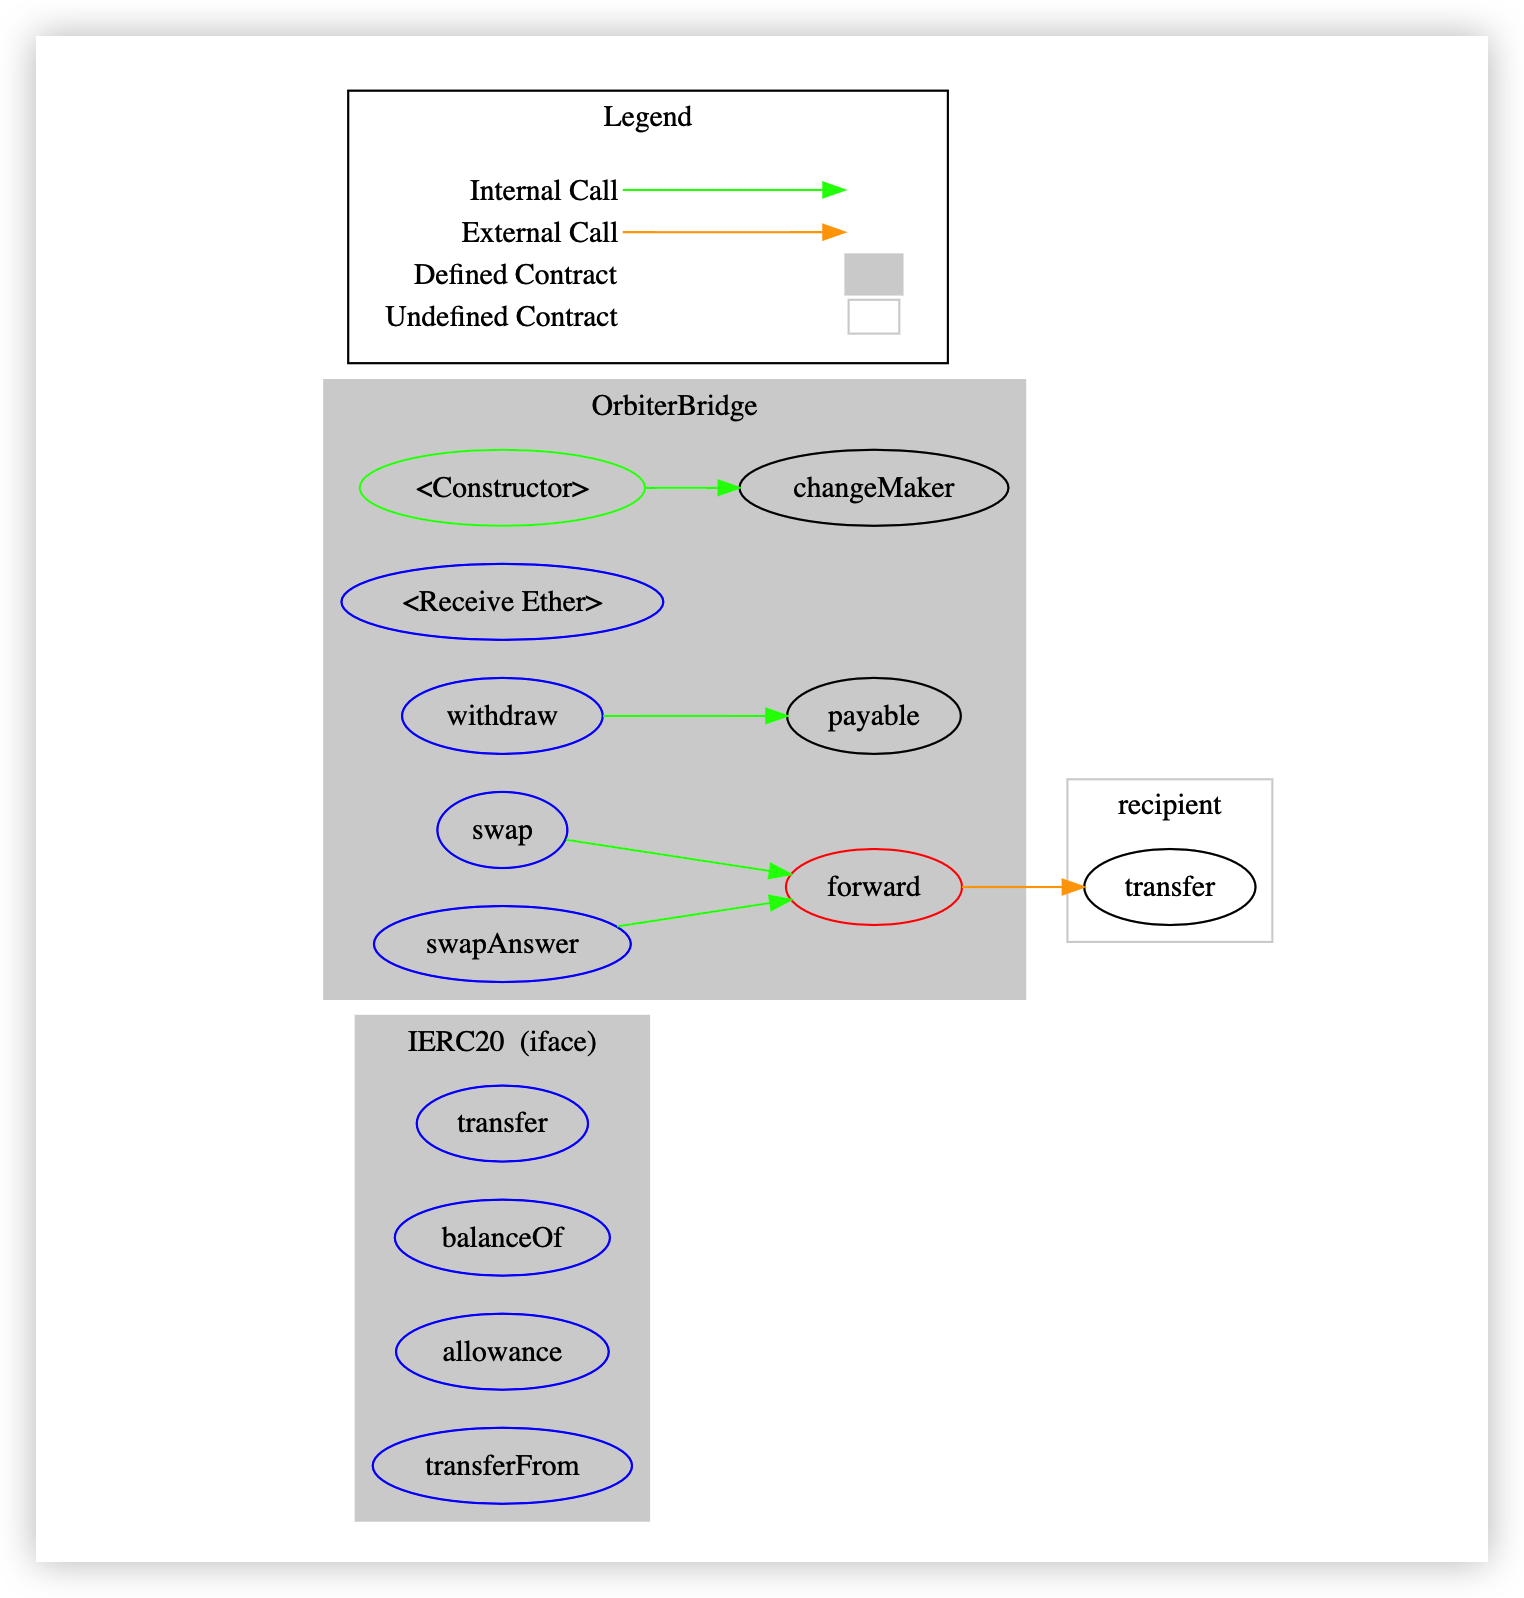 Legend
Internal Call
External Call
Defined Contract
Undefined Contract
OrbiterBridge
<Constructor>
changeMaker
<Receive Ether>
withdraw
payable
swap
forward
swapAnswer
recipient
transfer
IERC20  (iface)
transfer
balanceOf
allowance
transferFrom